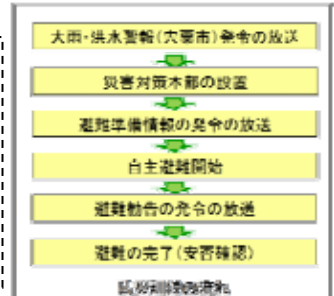 大雨・洪水警報(宍粟市)発令の放送
災害対策本部の設置
避難準備情報の発令の放送
自主避難開始
避難勧告の発令の放送
避難の完了(安否確認)